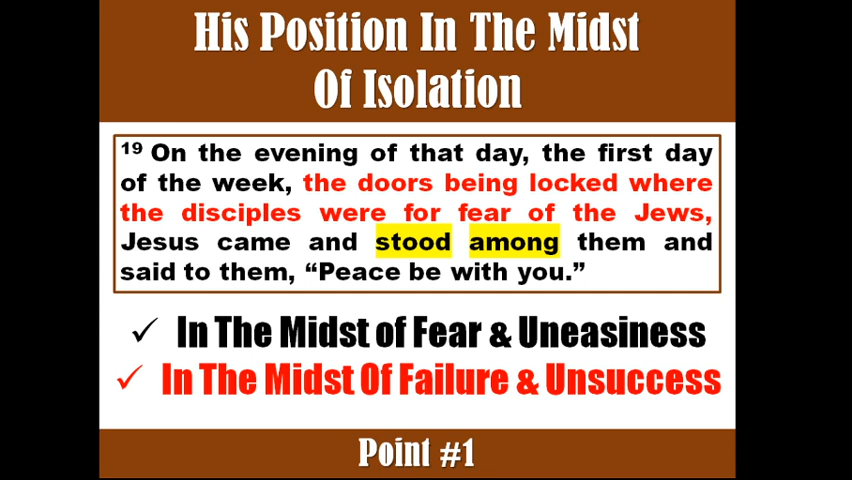 His Position In The Midst
Of Isolation
19 On the evening of that day, the first day
of the week, the doors being locked where
the disciples were for fear of the Jews,
Jesus came and stood among them and
said to them, “Peace be with you.”
✓ In The Midst of Fear & Uneasiness
✓ In The Midst Of Failure & Unsuccess
Point #1